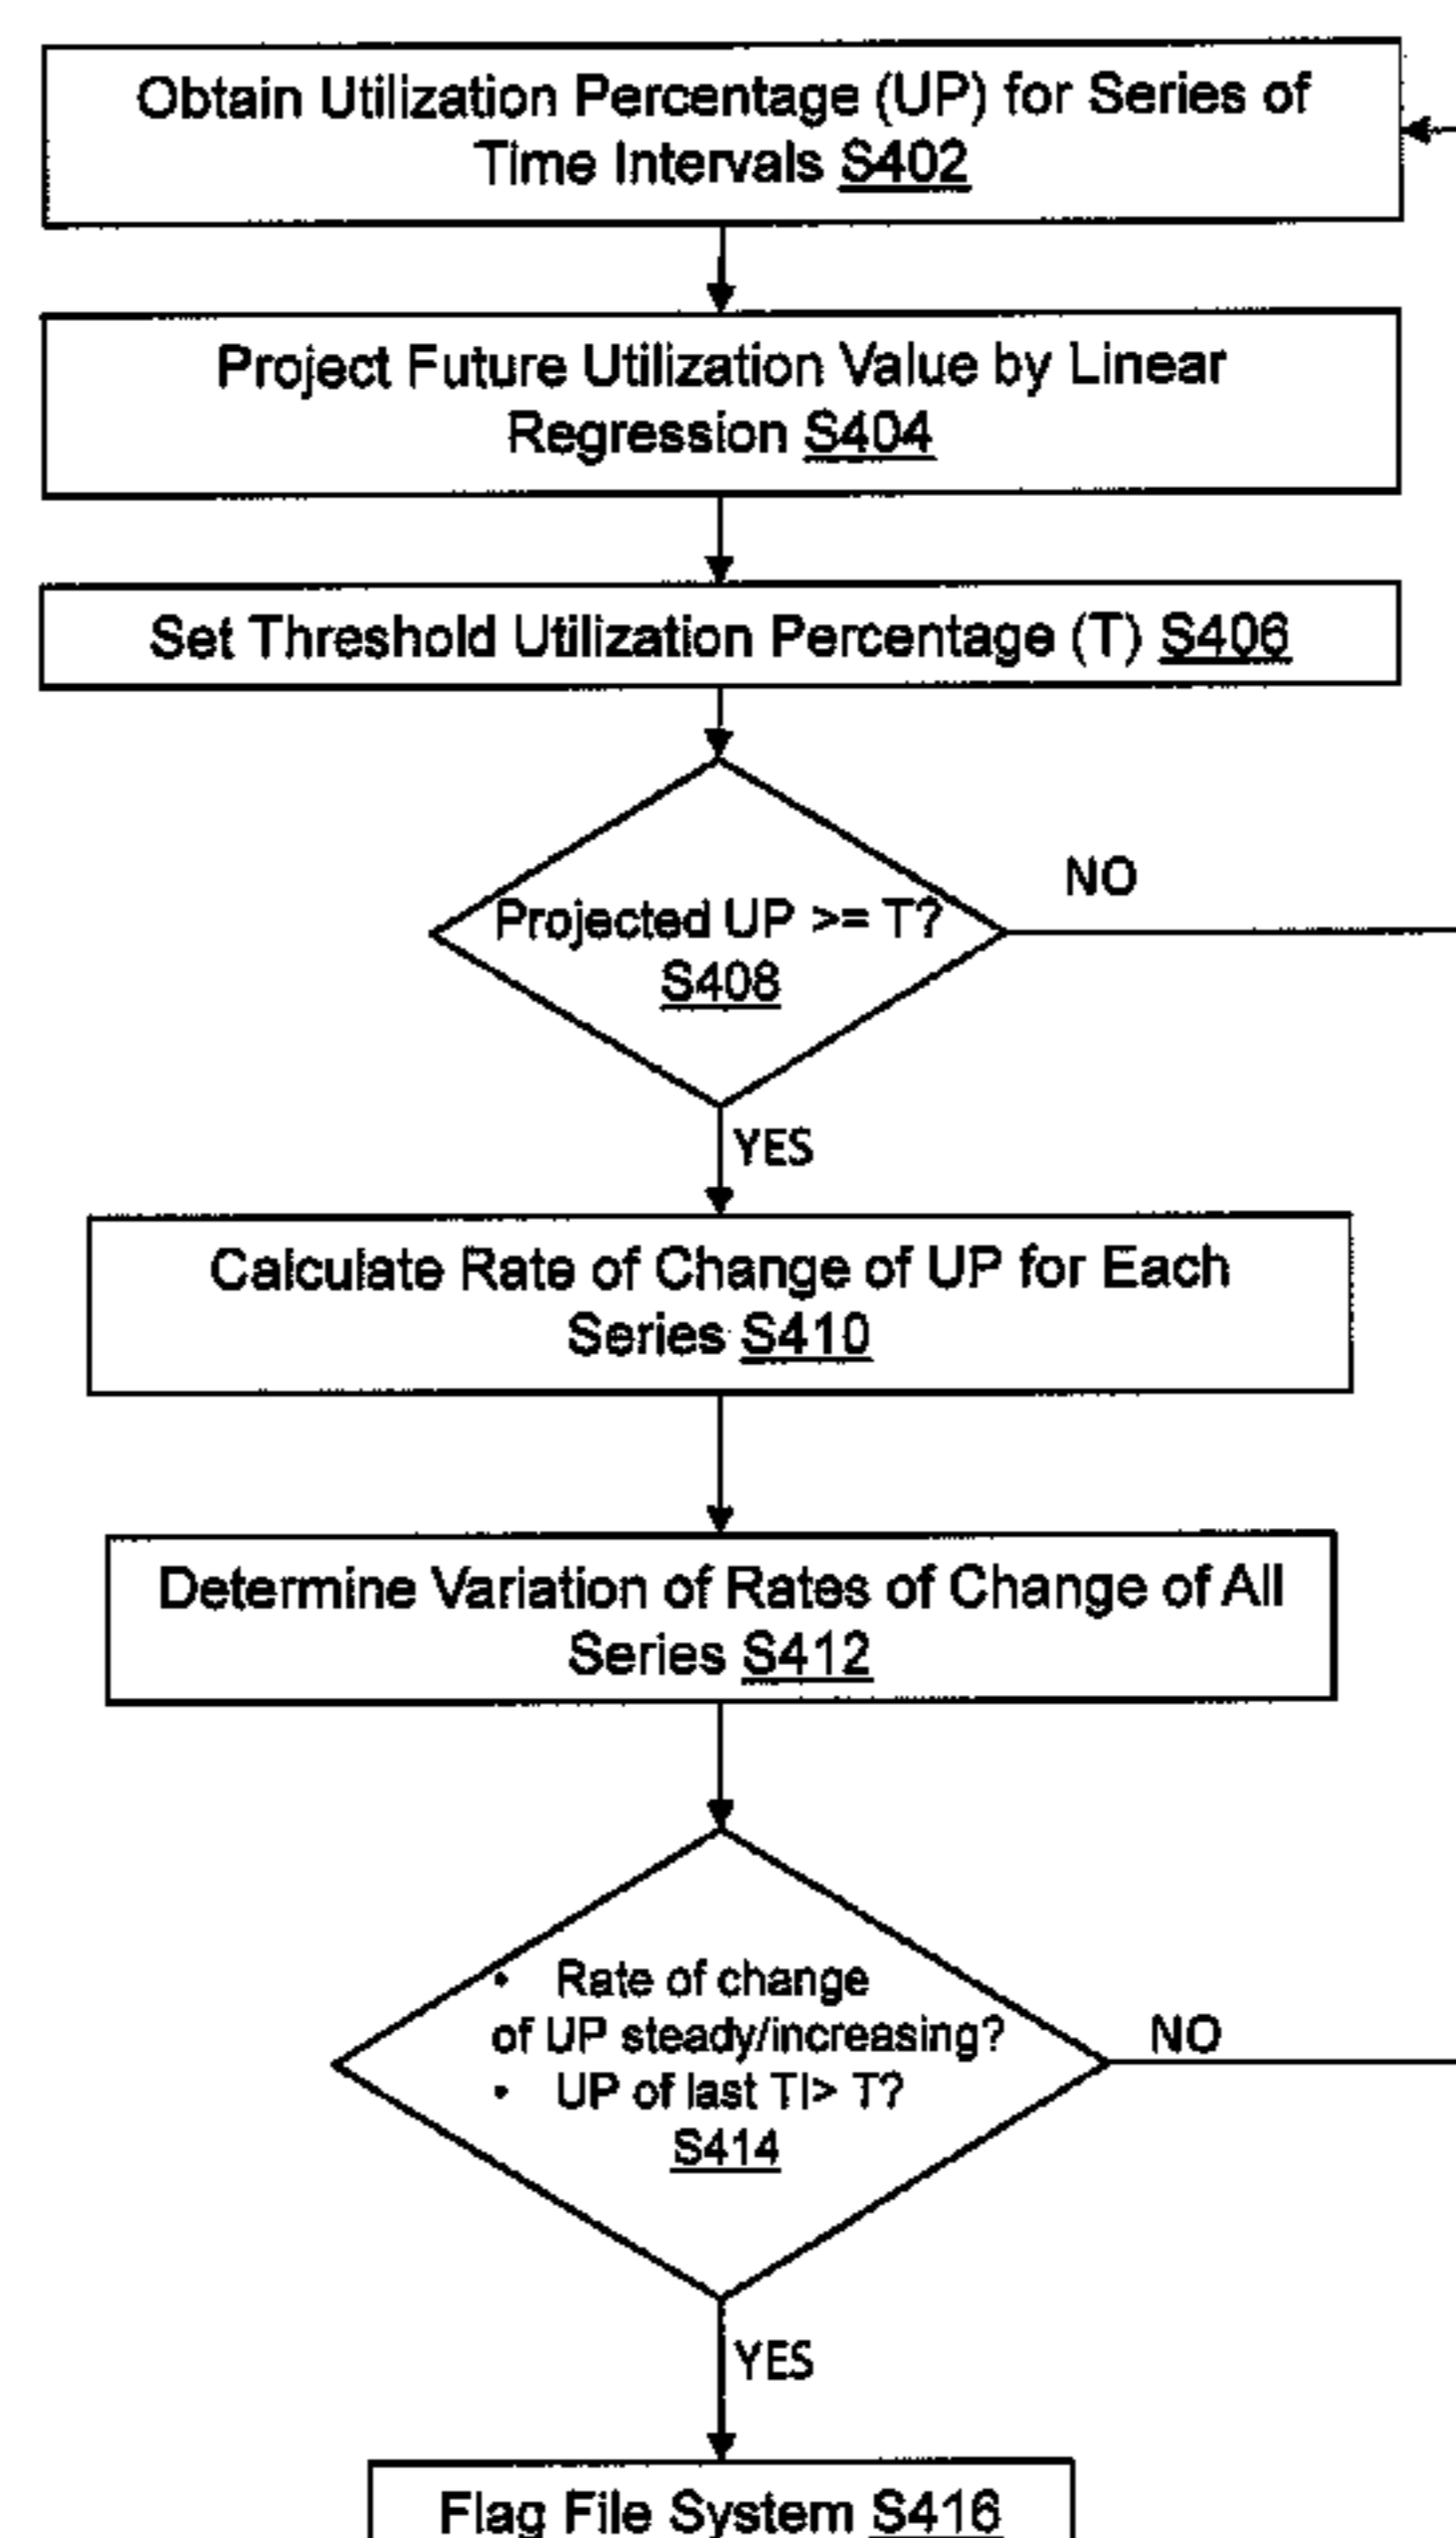 Obtain Utilization Percentage (UP) for Series of
Time Intervals S402
Project Future Utilization Value by Linear
Regression S404
Set Threshold Utilization Percentage (T) S406
NO
Projected UP >= T?
S408
YES
Calculate Rate of Change of UP for Each
Series S410
Determine Variation of Rates of Change of All
Series S412
• Rate of change
of UP steady/increasing?
NO
• UP of last TI> T?
S414
YES
Flag File System S416